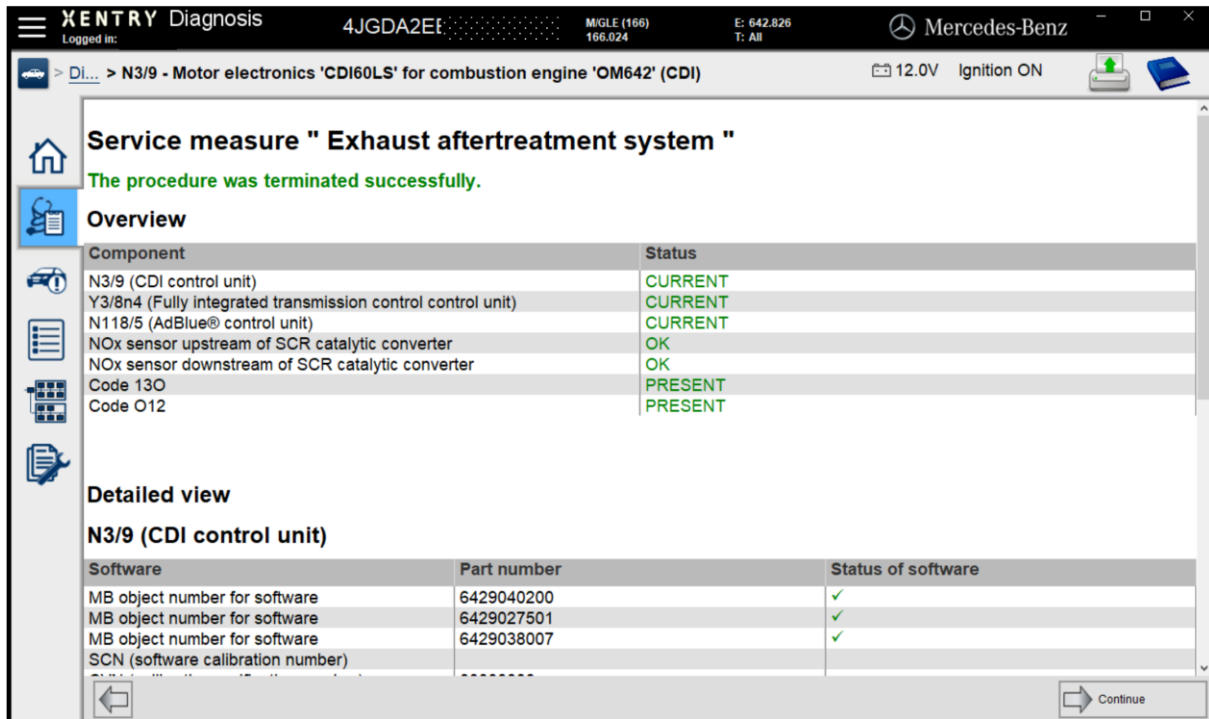 XENTRY Diagnosis
Logged in:
4JGDA2EE
M/GLE (166)
166.024
E: 642.826
T: All
Mercedes-Benz
> Di... > N3/9 - Motor electronics 'CDI60LS' for combustion engine 'OM642' (CDI)
12.0V Ignition ON
Service measure " Exhaust aftertreatment system "
The procedure was terminated successfully.
Overview
Component Status
N3/9 (CDI control unit) CURRENT
Y3/8n4 (Fully integrated transmission control control unit) CURRENT
N118/5 (AdBlue® control unit) CURRENT
NOx sensor upstream of SCR catalytic converter OK
NOx sensor downstream of SCR catalytic converter OK
Code 13O PRESENT
Code O12 PRESENT
Detailed view
N3/9 (CDI control unit)
Software Part number Status of software
MB object number for software 6429040200 ✓
MB object number for software 6429027501 ✓
MB object number for software 6429038007 ✓
SCN (software calibration number)
Continue